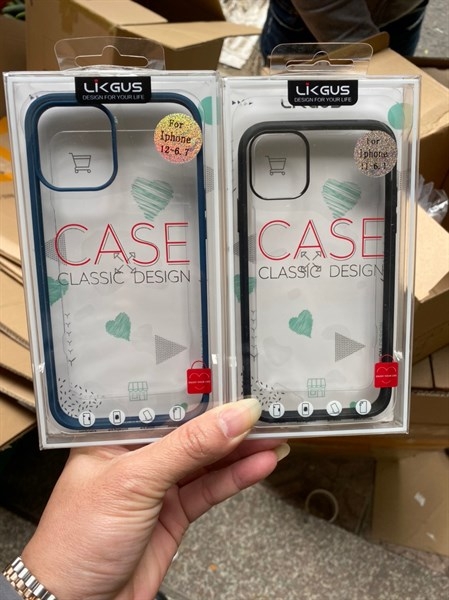 LIKGUS
DESIGN FOR YOUR LIFE
For
Iphone
12-6.7
CASE
CLASSIC DESIGN
LIKGUS
DESIGN FOR YOUR LIFE
LIKGUS
For
Iphone
11-6.1
CASE
CLASSIC DESIGN